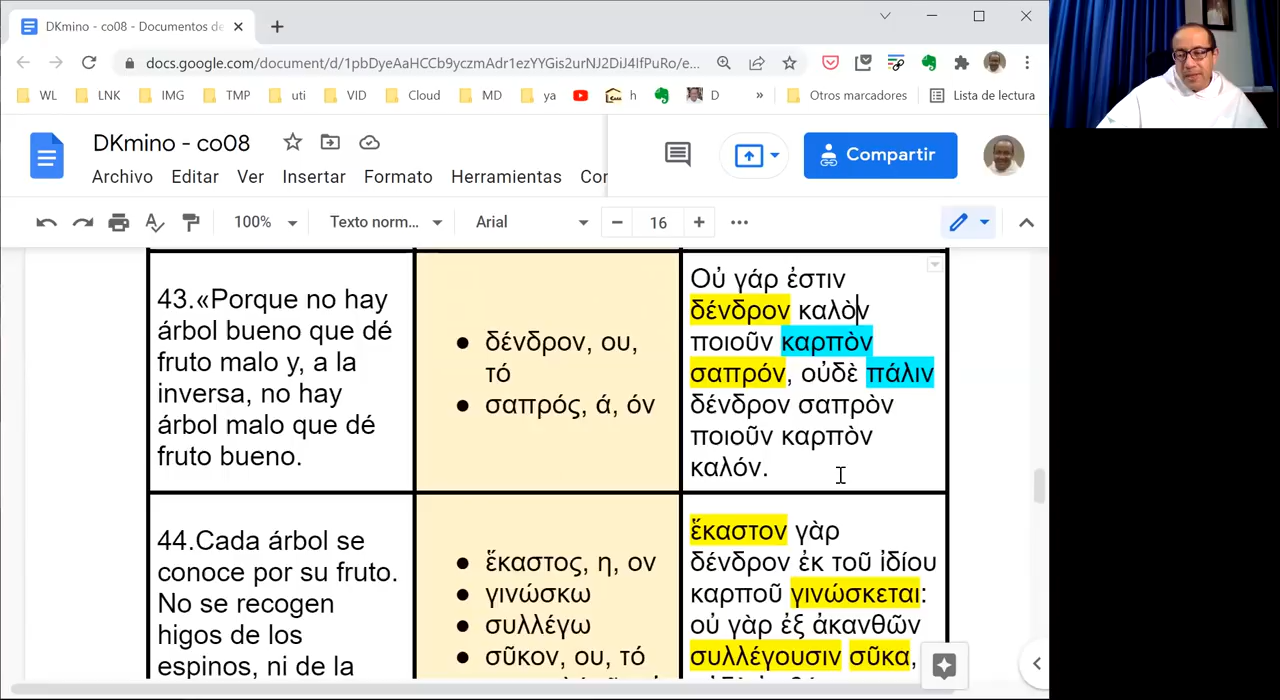 DKmino - co08 - Documentos de
docs.google.com/document/d/1pbDyeAaHCCb9yczmAdr1ezYYGis2urNJ2DiJ4lfPuRo/e...
WL LNK IMG TMP uti VID Cloud MD ya h D » Otros marcadores Lista de lectura
DKmino - co08
Compartir
Archivo Editar Ver Insertar Formato Herramientas Cor
100% Texto norm... Arial 16
43.«Porque no hay
árbol bueno que dé
fruto malo y, a la
inversa, no hay
árbol malo que dé
fruto bueno.
δένδρον, ου,
τό
σαπρός, ά, όν
Οὐ γάρ ἐστιν
δένδρον καλὸν
ποιοῦν καρπὸν
σαπρόν, οὐδὲ πάλιν
δένδρον σαπρὸν
ποιοῦν καρπὸν
καλόν.
44.Cada árbol se
conoce por su fruto.
No se recogen
higos de los
espinos, ni de la
ἕκαστος, η, ον
γινώσκω
συλλέγω
σῦκον, ου, τό
ἕκαστον γὰρ
δένδρον ἐκ τοῦ ἰδίου
καρποῦ γινώσκεται:
οὐ γὰρ ἐξ ἀκανθῶν
συλλέγουσιν σῦκα,